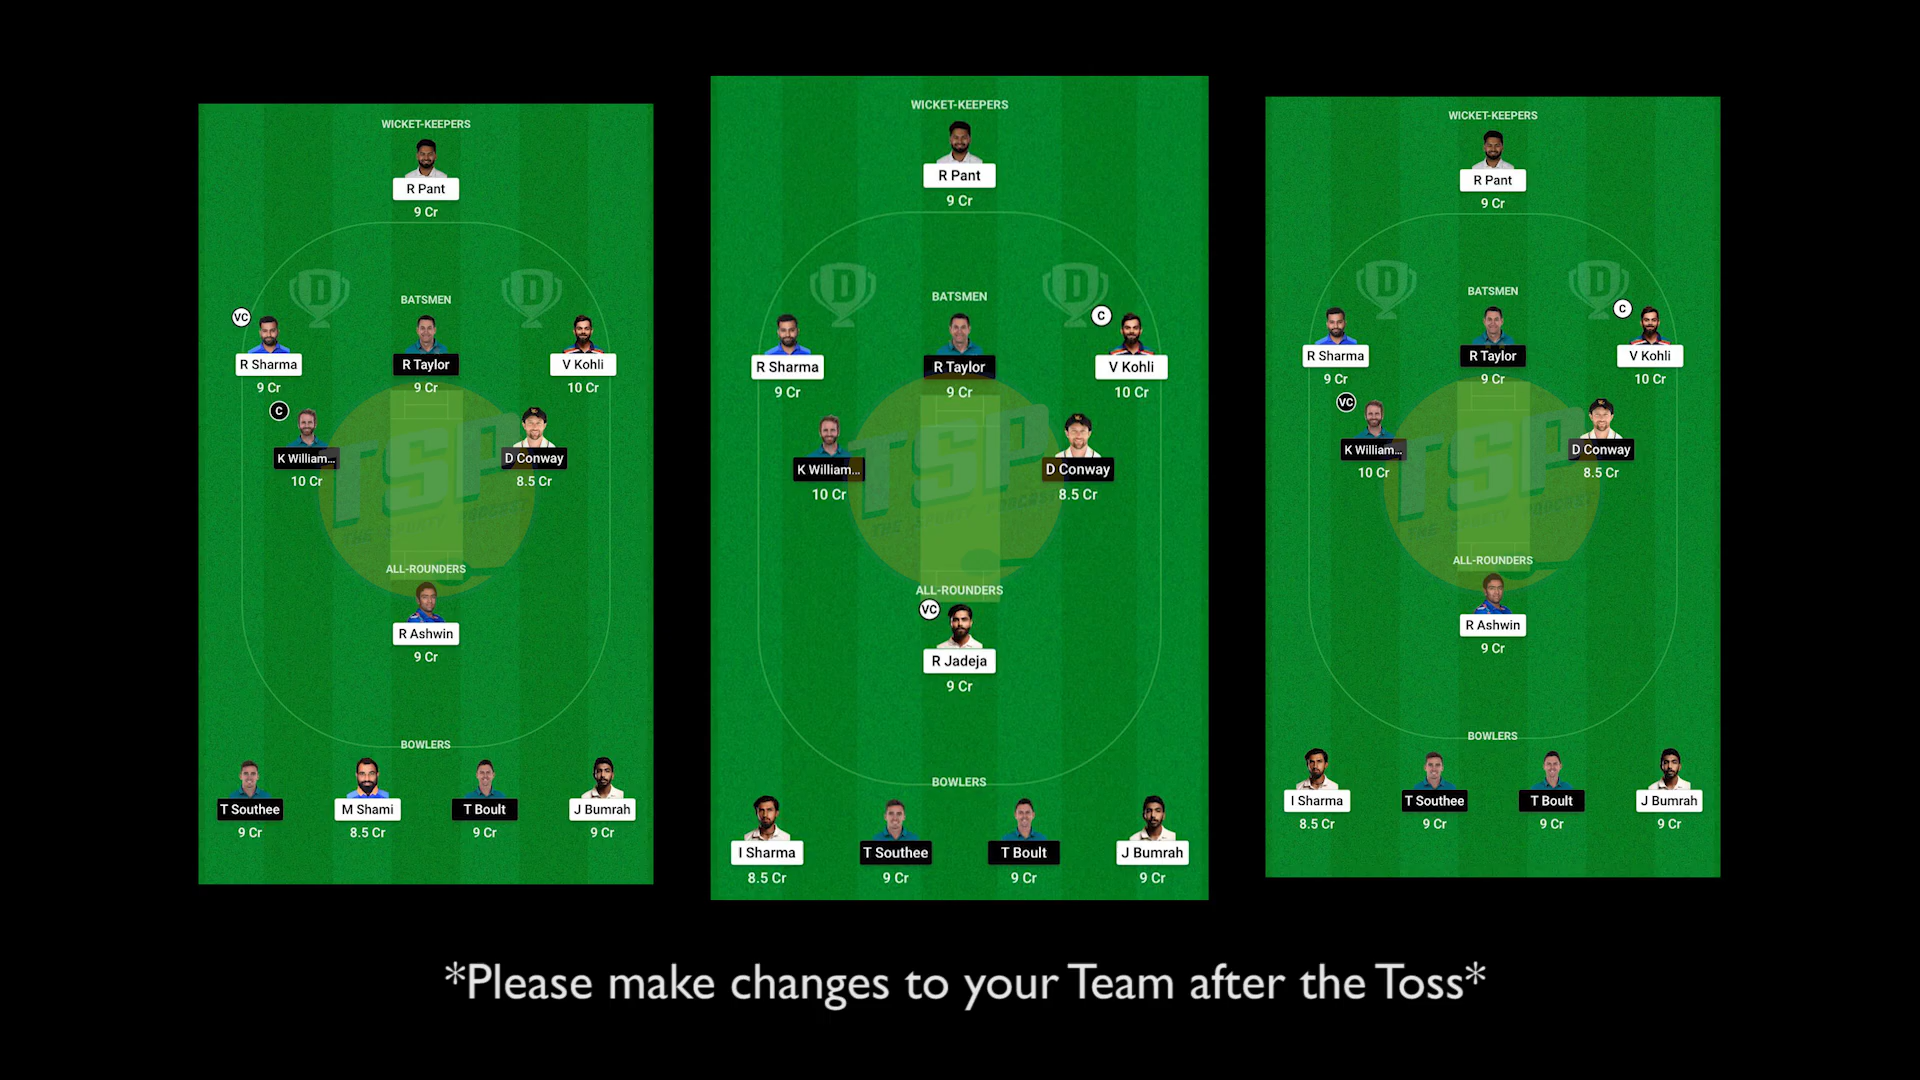 WICKET-KEEPERS
R Pant
9 Cr
D D
BATSMEN
VC
R Sharma R Taylor V Kohli
9 Cr 9 Cr 10 Cr
C
K William... D Conway
10 Cr 8.5 Cr
TSP
ALL-ROUNDERS
R Ashwin
9 Cr
BOWLERS
T Southee M Shami T Boult J Bumrah
9 Cr 8.5 Cr 9 Cr 9 Cr
WICKET-KEEPERS
R Pant
9 Cr
D D
BATSMEN
C
R Sharma R Taylor V Kohli
9 Cr 9 Cr 10 Cr
K William... D Conway
10 Cr 8.5 Cr
TSP
ALL-ROUNDERS
VC
R Jadeja
9 Cr
BOWLERS
I Sharma T Southee T Boult J Bumrah
8.5 Cr 9 Cr 9 Cr 9 Cr
WICKET-KEEPERS
R Pant
9 Cr
D D
BATSMEN
C
R Sharma R Taylor V Kohli
9 Cr 9 Cr 10 Cr
VC
K William... D Conway
10 Cr 8.5 Cr
TSP
ALL-ROUNDERS
R Ashwin
9 Cr
BOWLERS
I Sharma T Southee T Boult J Bumrah
8.5 Cr 9 Cr 9 Cr 9 Cr
*Please make changes to your Team after the Toss*